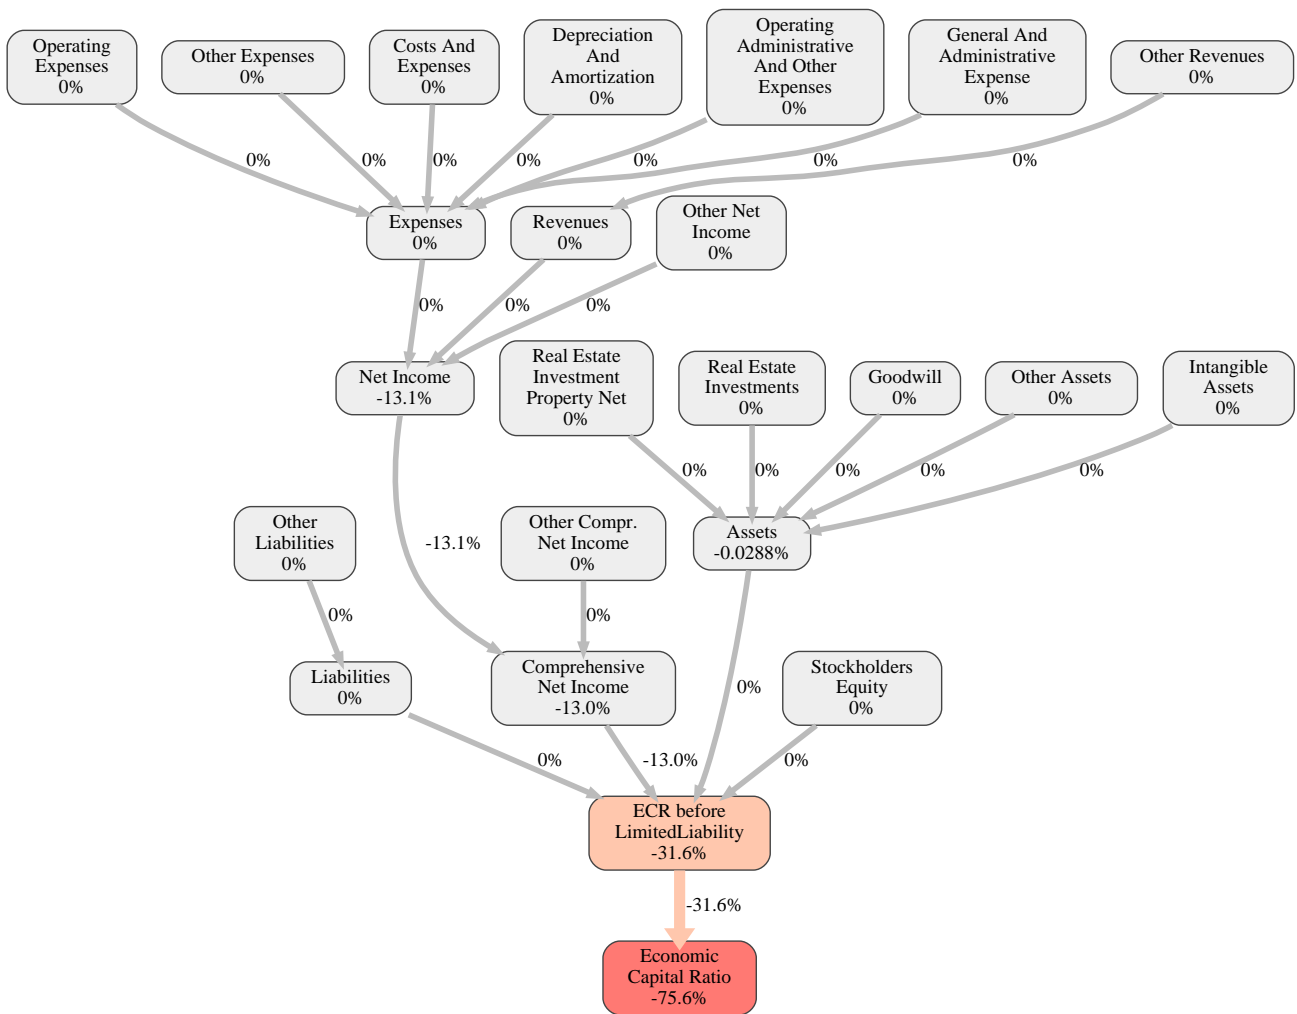 Operating
Expenses
0%
Other Expenses
0%
Costs And
Expenses
0%
Depreciation
And
Amortization
0%
Operating
Administrative
And Other
Expenses
0%
General And
Administrative
Expense
0%
Other Revenues
0%
0%
0%
0%
0%
0%
0%
0%
Expenses
0%
Revenues
0%
Other Net
Income
0%
0%
0%
0%
Net Income
-13.1%
Real Estate
Investment
Property Net
0%
Real Estate
Investments
0%
Goodwill
0%
Other Assets
0%
Intangible
Assets
0%
0%
0%
0%
0%
0%
Other
Liabilities
0%
-13.1%
Other Compr.
Net Income
0%
Assets
-0.0288%
0%
0%
Liabilities
0%
Comprehensive
Net Income
-13.0%
0%
Stockholders
Equity
0%
0%
-13.0%
0%
ECR before
LimitedLiability
-31.6%
-31.6%
Economic
Capital Ratio
-75.6%